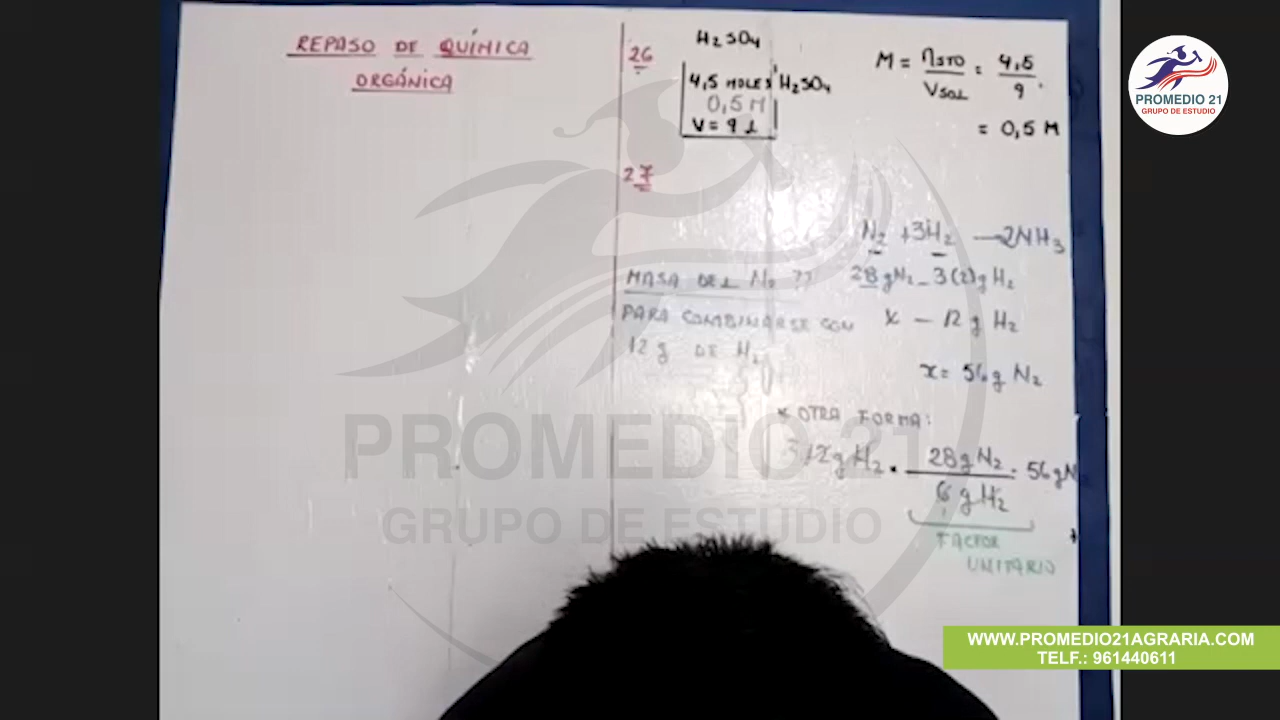 REPASO DE QUÍMICA
ORGÁNICA
26
H₂SO₄
4,5 MOLES H₂SO₄
0,5 M
V = 9 L
M = nSTO / VSOL = 4,5 / 9
= 0,5 M
27
N₂ + 3H₂ → 2NH₃
MASA DEL N₂ ??
28 g N₂ – 3(2) g H₂
PARA COMBINARSE CON
x – 12 g H₂
12 g DE H₂
x = 56 g N₂
* OTRA FORMA:
12 g H₂ · 28 g N₂ / 6 g H₂ = 56 g N
FACTOR
UNITARIO
PROMEDIO 21
GRUPO DE ESTUDIO
PROMEDIO 21
GRUPO DE ESTUDIO
WWW.PROMEDIO21AGRARIA.COM
TELF.: 961440611